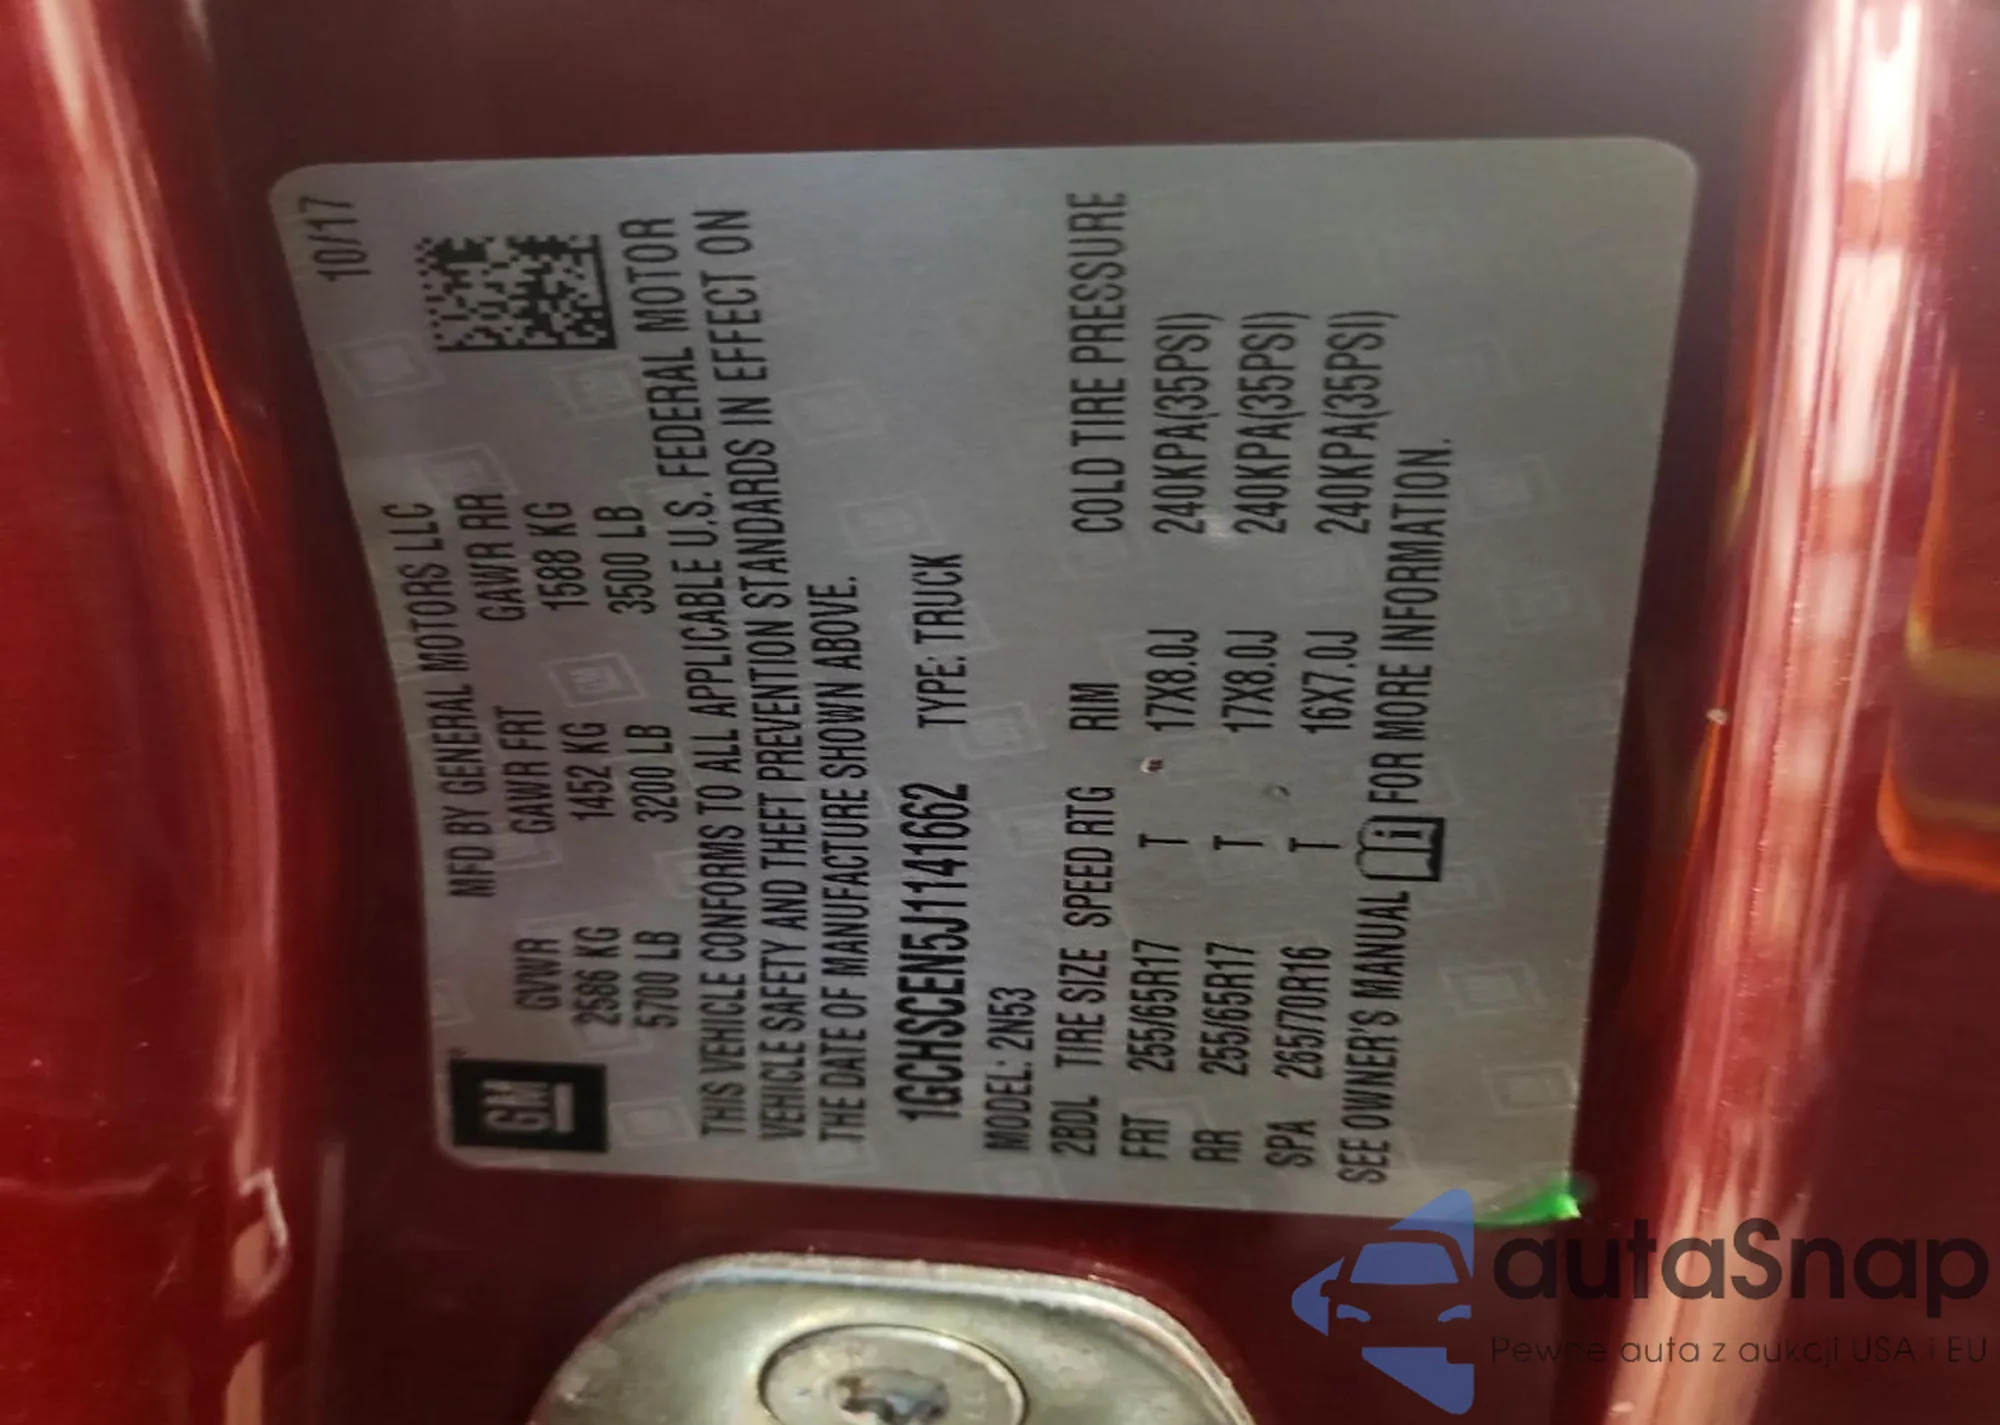 10/17
MFD BY GENERAL MOTORS LLC
GM
GVWR GAWR FRT GAWR RR
2586 KG 1452 KG 1588 KG
5700 LB 3200 LB 3500 LB
THIS VEHICLE CONFORMS TO ALL APPLICABLE U.S. FEDERAL MOTOR
VEHICLE SAFETY AND THEFT PREVENTION STANDARDS IN EFFECT ON
THE DATE OF MANUFACTURE SHOWN ABOVE.
1GCHSCEN5J1141662 TYPE: TRUCK
MODEL: 2N53
2BDL TIRE SIZE SPEED RTG RIM COLD TIRE PRESSURE
FRT 255/65R17 T 17X8.0J 240KPA(35PSI)
RR 255/65R17 T 17X8.0J 240KPA(35PSI)
SPA 265/70R16 T 16X7.0J 240KPA(35PSI)
SEE OWNER'S MANUAL i FOR MORE INFORMATION.
autaSnap
Pewne auta z aukcji USA i EU